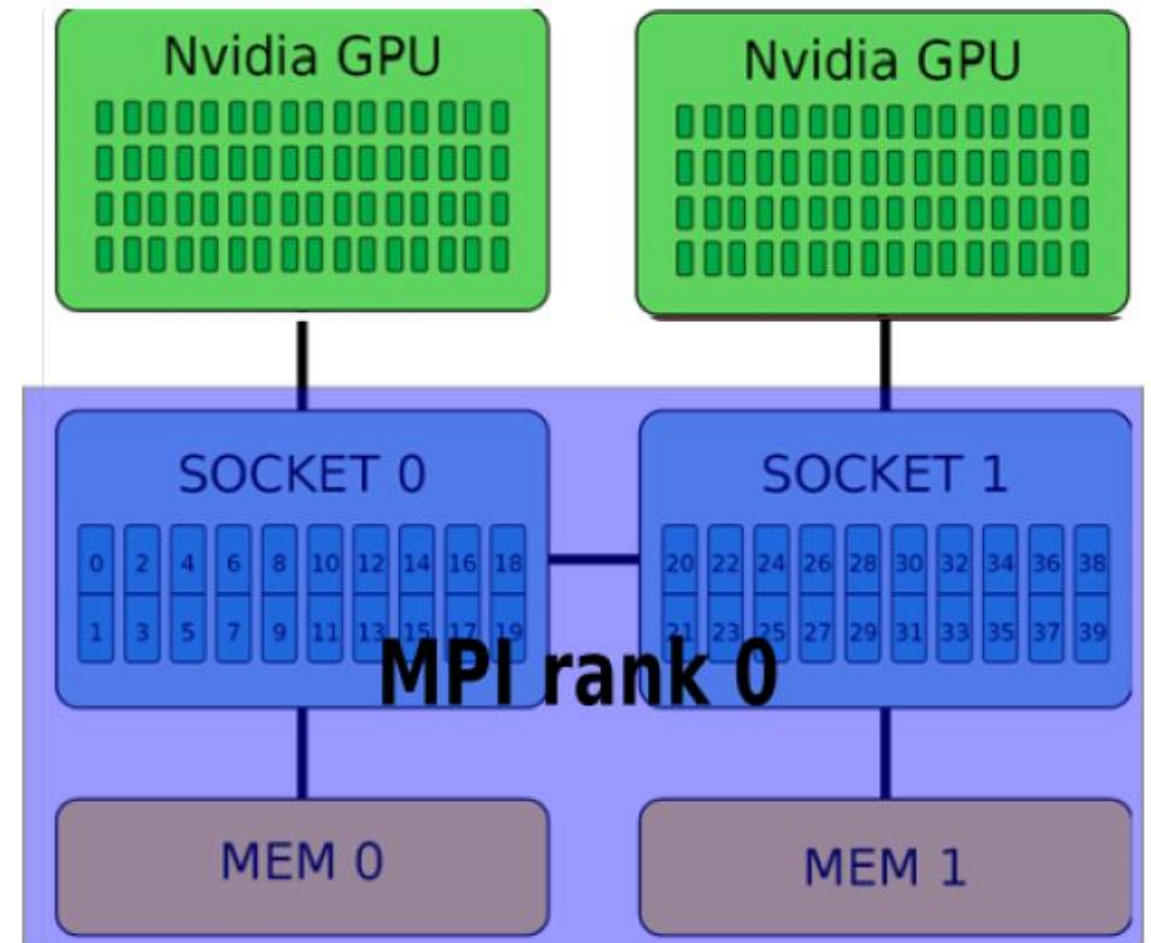 Nvidia GPU Nvidia GPU
SOCKET 0 SOCKET 1
0 2 4 6 8 10 12 14 16 18 20 22 24 26 28 30 32 34 36 38
1 3 5 7 9 11 13 15 17 19 21 23 25 27 29 31 33 35 37 39
MPI rank 0
MEM 0 MEM 1